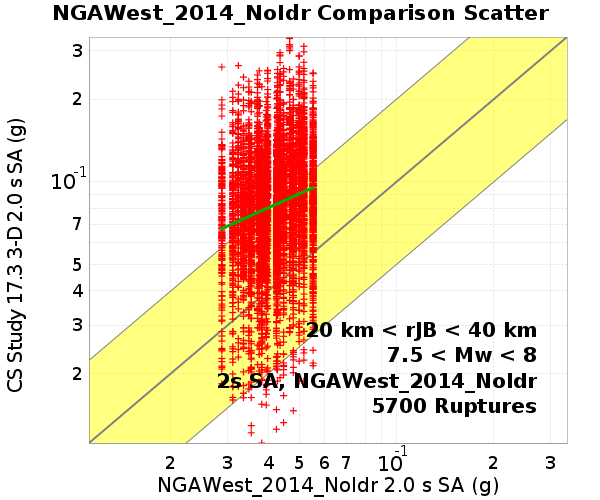 NGAWest_2014_NoIdr Comparison Scatter
CS Study 17.3 3-D 2.0 s SA (g)
3
2
10⁻¹
7
5
4
3
2
20 km < rJB < 40 km
7.5 < Mw < 8
2s SA, NGAWest_2014_NoIdr
5700 Ruptures
2 3 4 5 6 7 10⁻¹ 2 3
NGAWest_2014_NoIdr 2.0 s SA (g)